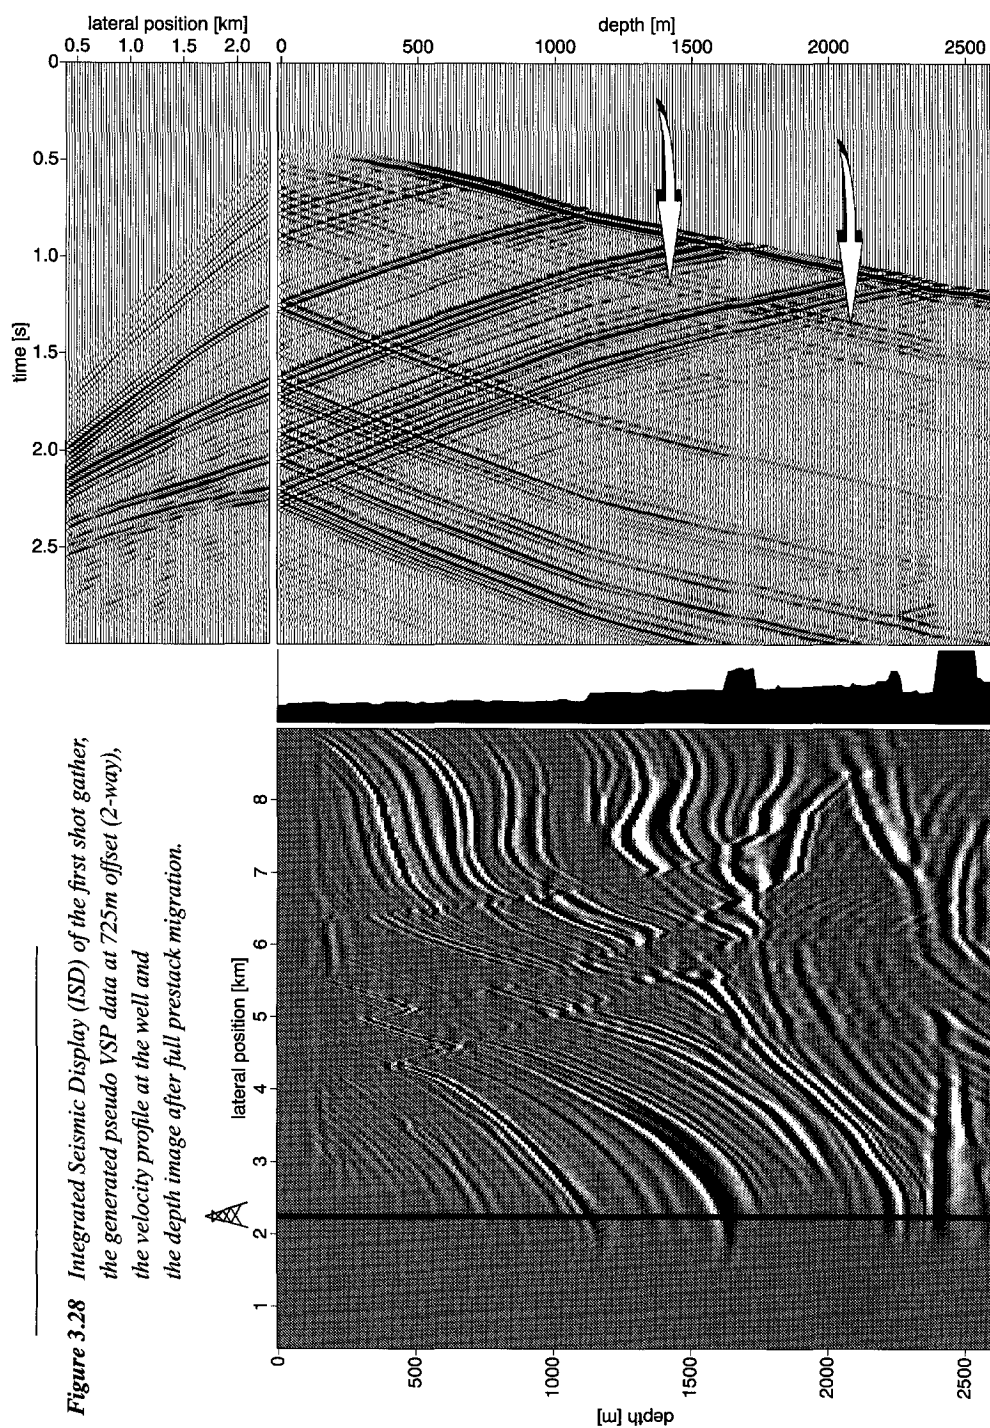 lateral position [km]
0.5 1.0 1.5 2.0
depth [m]
0 500 1000 1500 2000 2500
time [s]
0
0.5
1.0
1.5
2.0
2.5
Figure 3.28 Integrated Seismic Display (ISD) of the first shot gather,
the generated pseudo VSP data at 725m offset (2-way),
the velocity profile at the well and
the depth image after full prestack migration.
lateral position [km]
1 2 3 4 5 6 7 8
depth [m]
0 500 1000 1500 2000 2500